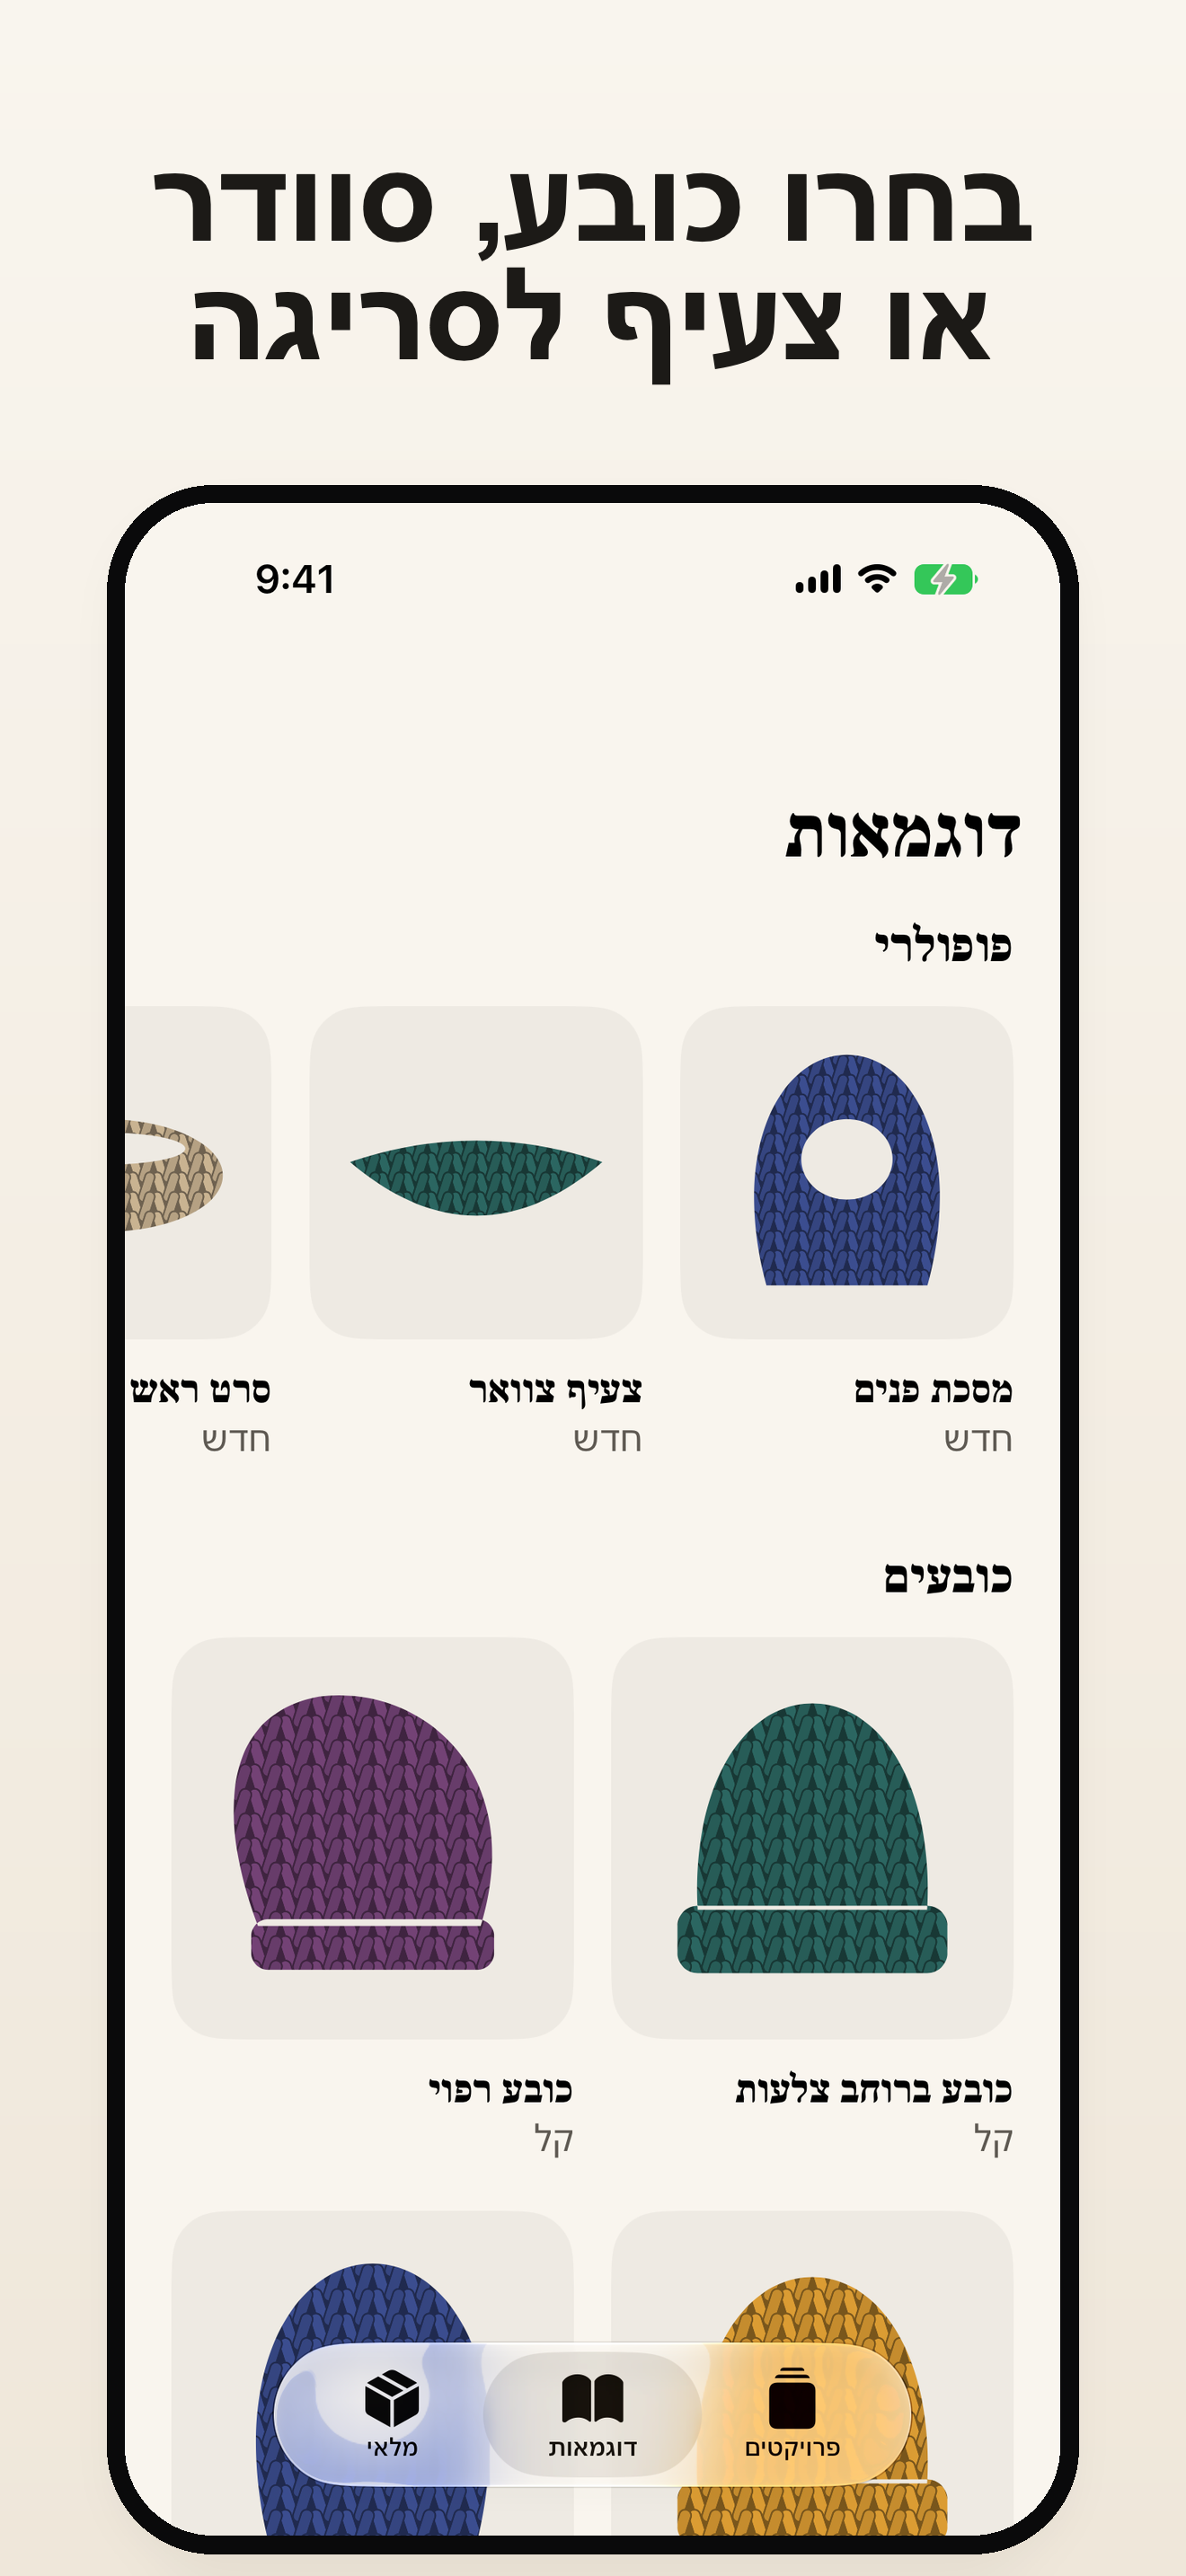 בחרו כובע, סוודר
או צעיף לסריגה
9:41
דוגמאות
פופולרי
מסכת פנים
חדש
צעיף צוואר
חדש
סרט ראש
חדש
כובעים
כובע ברוחב צלעות
קל
כובע רפוי
קל
פרויקטים
דוגמאות
מלאי